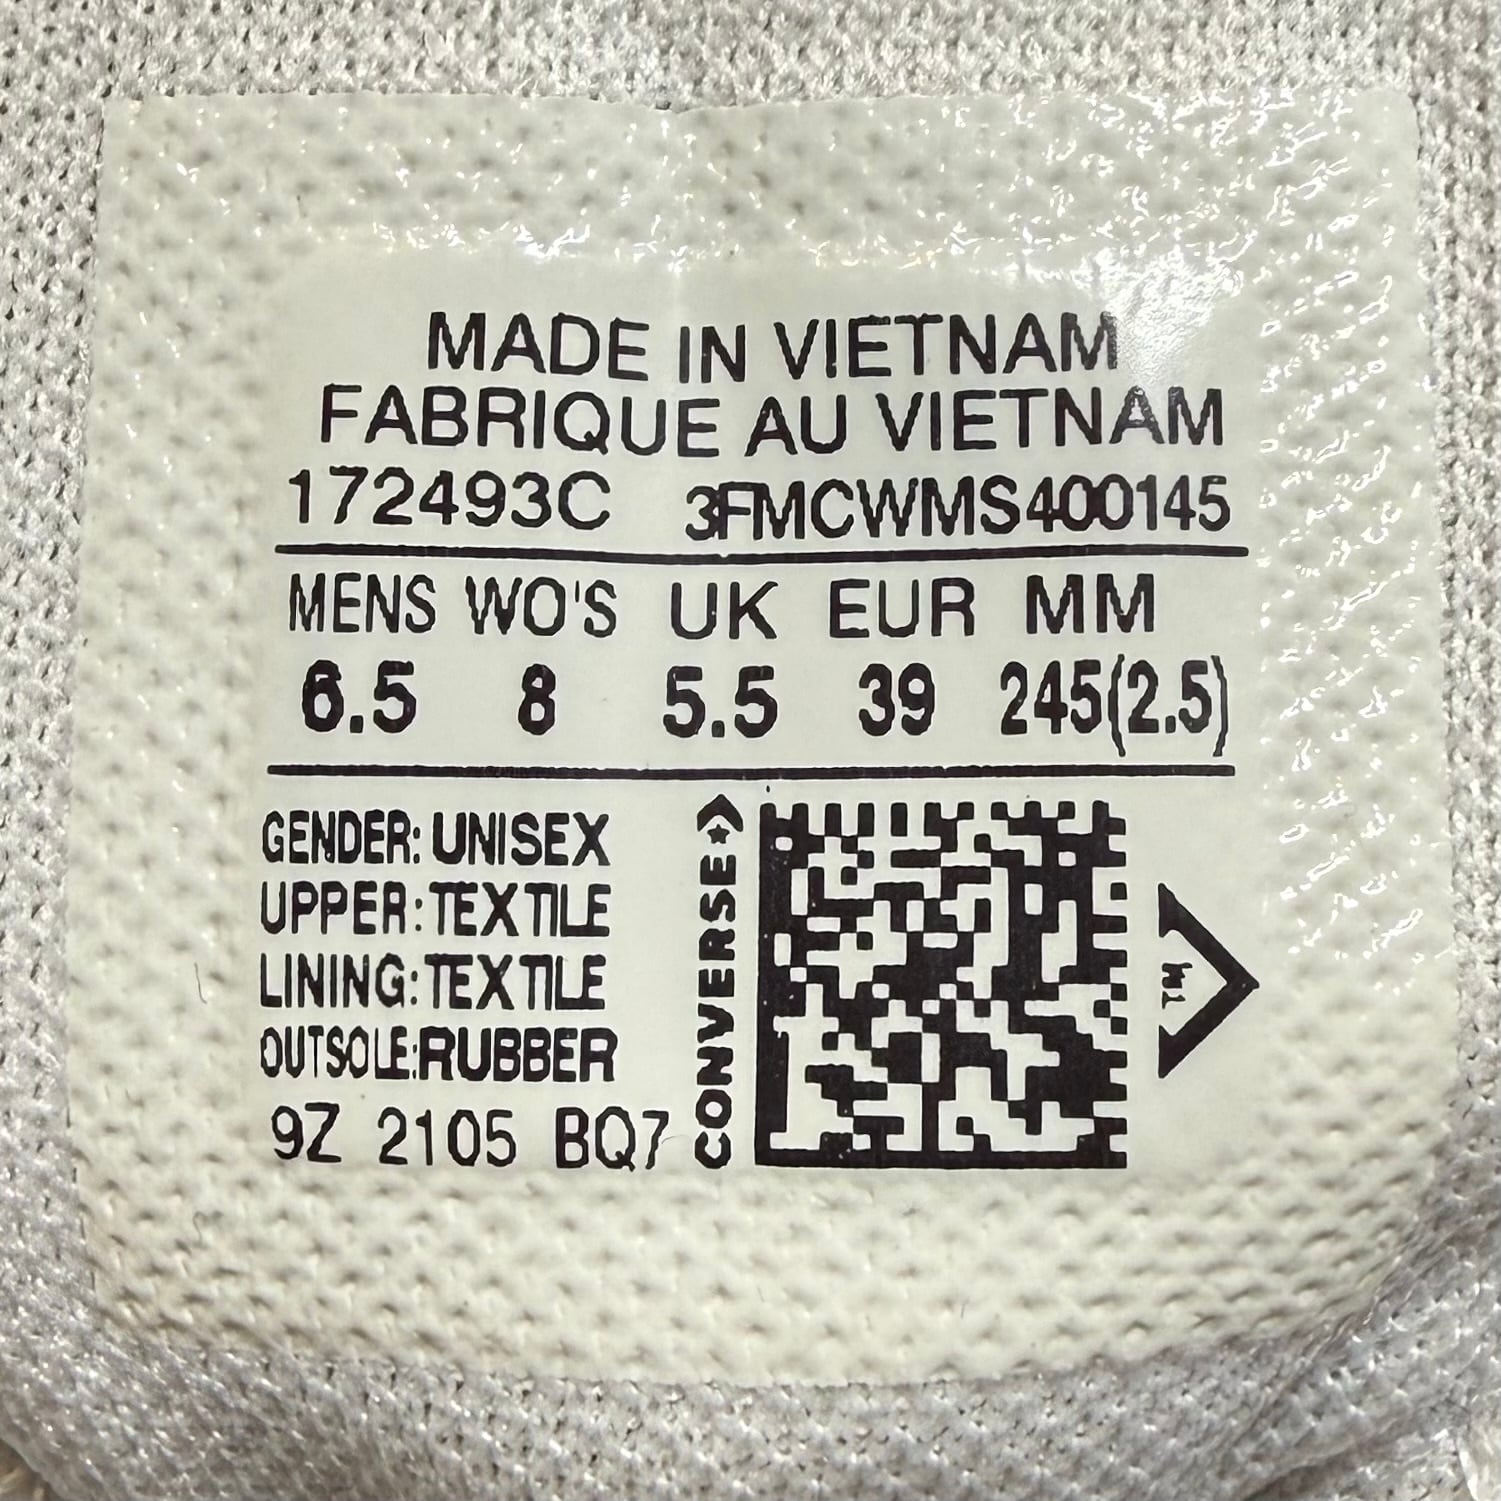 MADE IN VIETNAM
FABRIQUE AU VIETNAM
172493C 3FMCWMS400145
MENS WO'S UK EUR MM
6.5 8 5.5 39 245(2.5)
GENDER: UNISEX
UPPER: TEXTILE
LINING: TEXTILE
OUTSOLE: RUBBER
9Z 2105 BQ7
CONVERSE